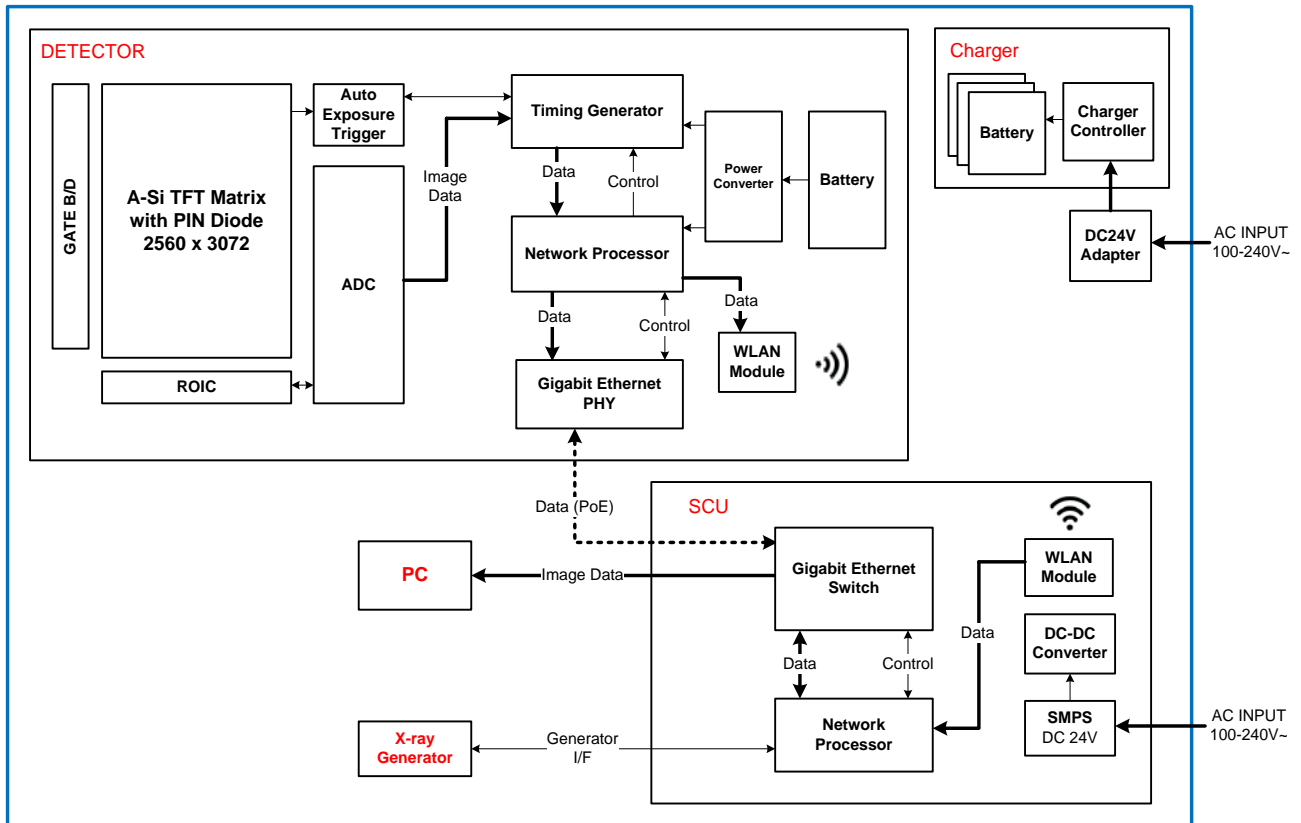 DETECTOR
GATE B/D
A-Si TFT Matrix
with PIN Diode
2560 x 3072
ROIC
Auto
Exposure
Trigger
ADC
Image
Data
Timing Generator
Data
Control
Power
Converter
Battery
Network Processor
Data
Control
Data
WLAN
Module
Gigabit Ethernet
PHY
Charger
Battery
Charger
Controller
DC24V
Adapter
AC INPUT
100-240V~
Data (PoE)
SCU
PC
Image Data
Gigabit Ethernet
Switch
WLAN
Module
Data
Control
Data
DC-DC
Converter
X-ray
Generator
Generator
I/F
Network
Processor
SMPS
DC 24V
AC INPUT
100-240V~